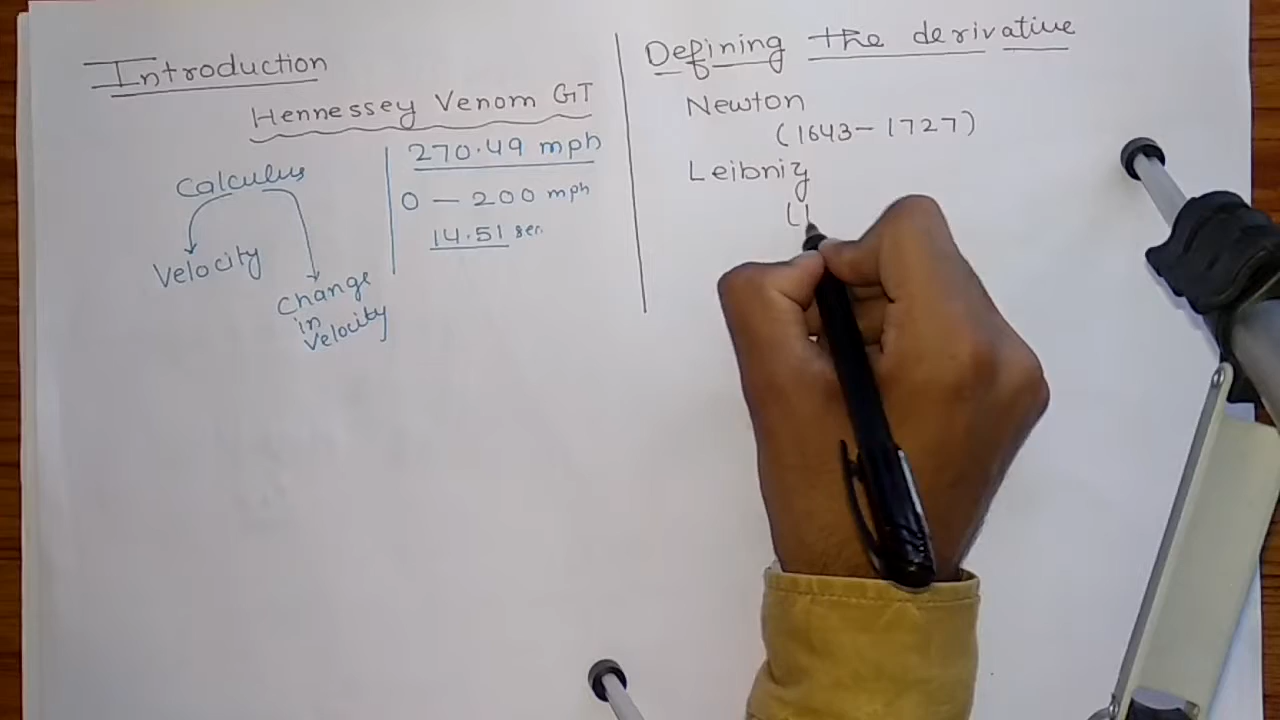 Introduction
Hennessey Venom GT
Calculus
Velocity
Change
in
velocity
270.49 mph
0 — 200 mph
14.51 sec.
Defining the derivative
Newton
(1643 - 1727)
Leibniz
(1